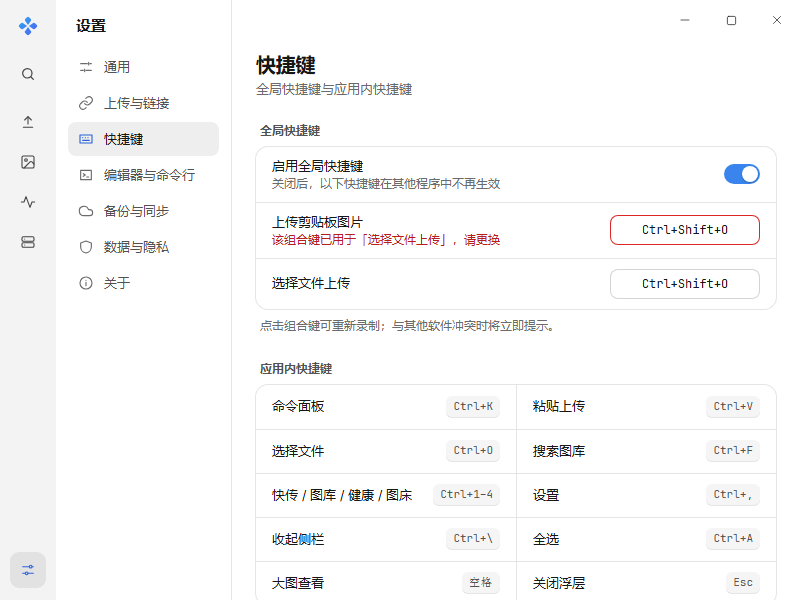 设置
通用
上传与链接
快捷键
编辑器与命令行
备份与同步
数据与隐私
关于
快捷键
全局快捷键与应用内快捷键
全局快捷键
启用全局快捷键
关闭后，以下快捷键在其他程序中不再生效
上传剪贴板图片
该组合键已用于「选择文件上传」，请更换
Ctrl+Shift+O
选择文件上传
Ctrl+Shift+O
点击组合键可重新录制；与其他软件冲突时将立即提示。
应用内快捷键
命令面板 Ctrl+K 粘贴上传 Ctrl+V
选择文件 Ctrl+O 搜索图库 Ctrl+F
快传 / 图库 / 健康 / 图床 Ctrl+1-4 设置 Ctrl+,
收起侧栏 Ctrl+\ 全选 Ctrl+A
大图查看 空格 关闭浮层 Esc